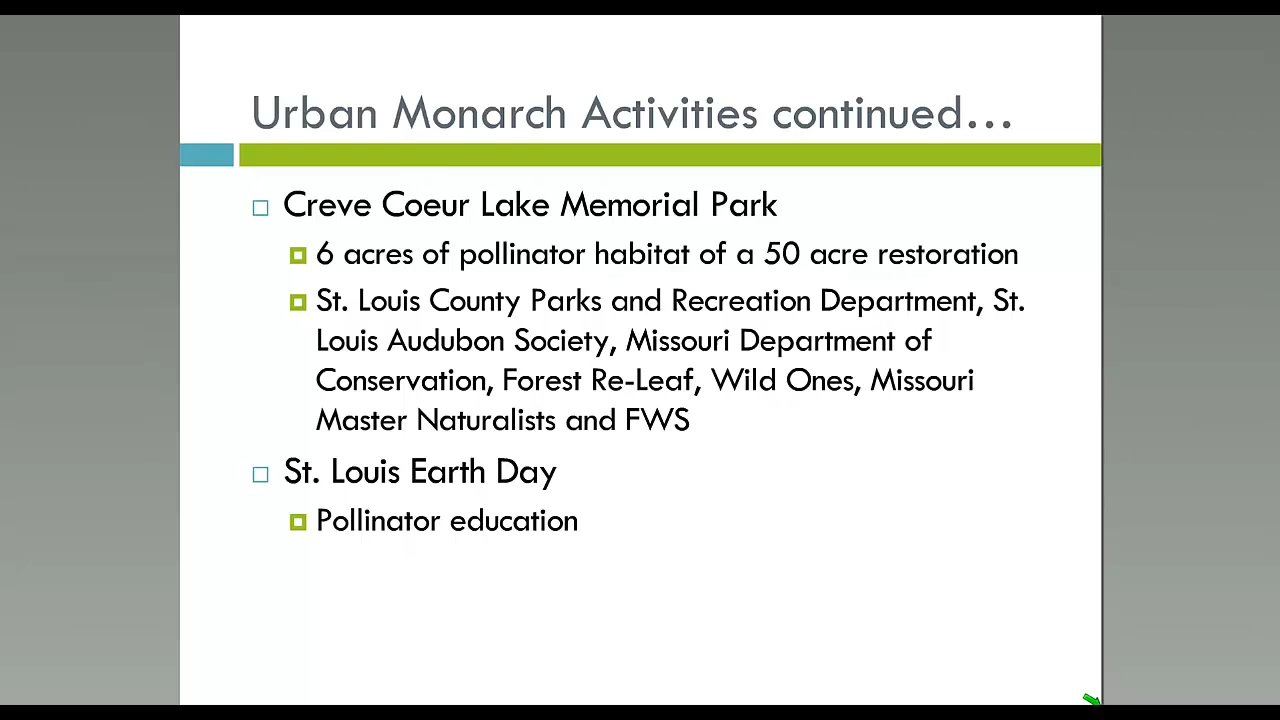 Urban Monarch Activities continued…
Creve Coeur Lake Memorial Park
6 acres of pollinator habitat of a 50 acre restoration
St. Louis County Parks and Recreation Department, St.
Louis Audubon Society, Missouri Department of
Conservation, Forest Re-Leaf, Wild Ones, Missouri
Master Naturalists and FWS
St. Louis Earth Day
Pollinator education